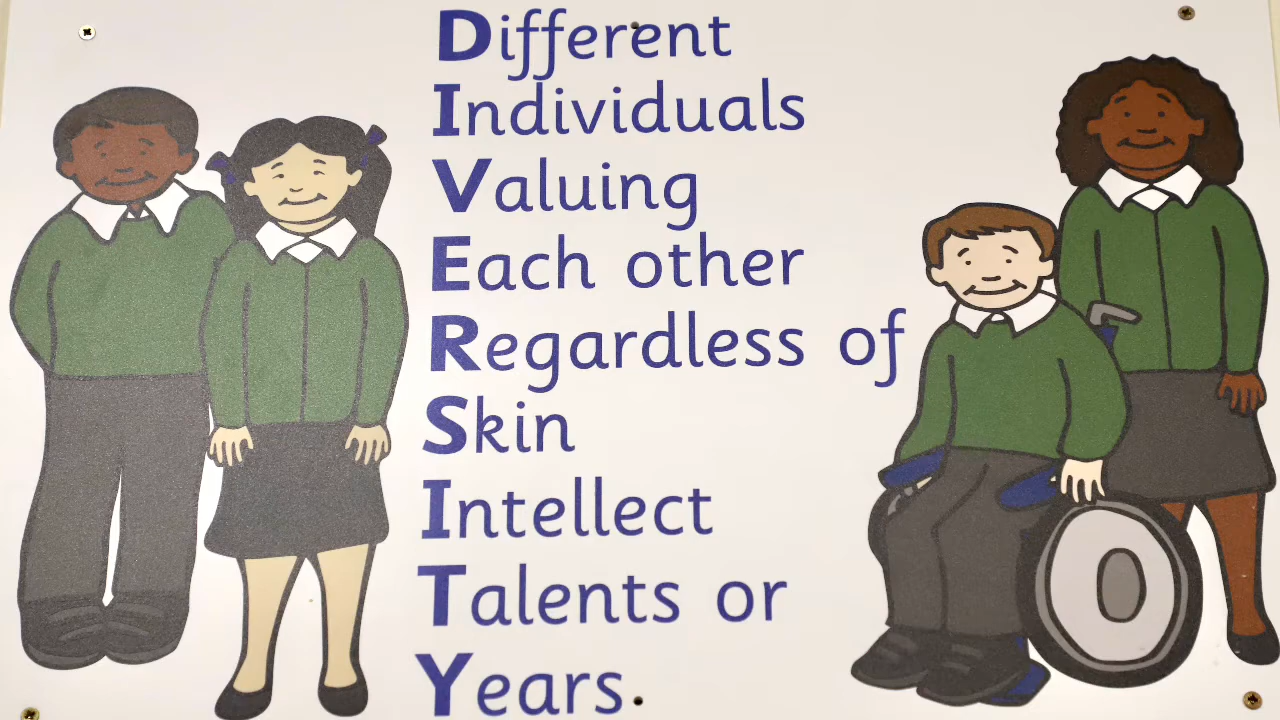 Different
Individuals
Valuing
Each other
Regardless of
Skin
Intellect
Talents or
Years.